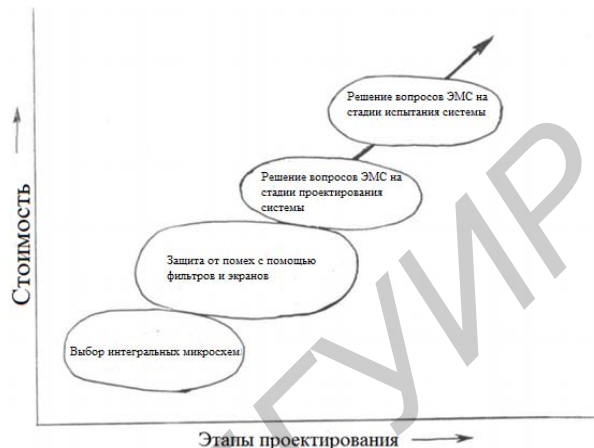 Решение вопросов ЭМС на
стадии испытания системы
Решение вопросов ЭМС на
стадии проектирования
системы
Защита от помех с помощью
фильтров и экранов
Выбор интегральных микросхем
Стоимость
Этапы проектирования
ГУИР